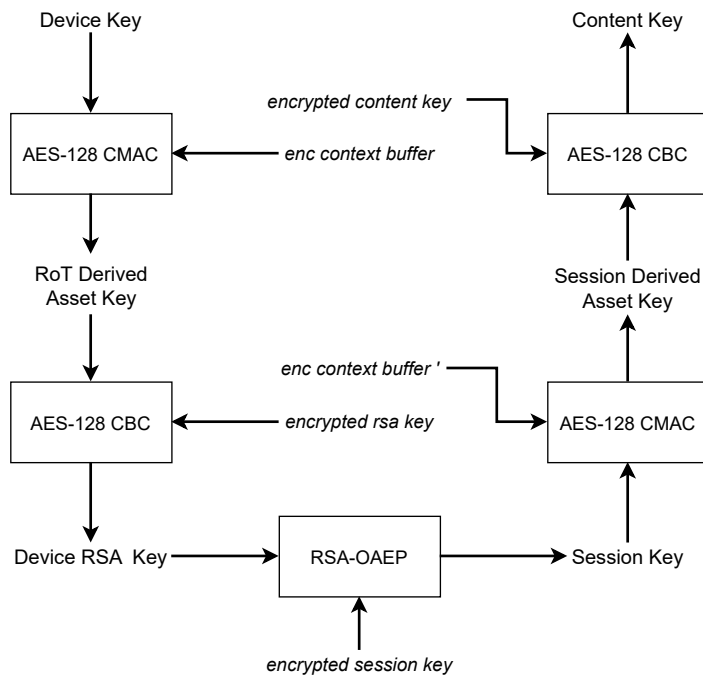 Device Key
Content Key
encrypted content key
AES-128 CMAC
enc context buffer
AES-128 CBC
RoT Derived
Asset Key
Session Derived
Asset Key
enc context buffer '
AES-128 CBC
encrypted rsa key
AES-128 CMAC
Device RSA Key
RSA-OAEP
Session Key
encrypted session key